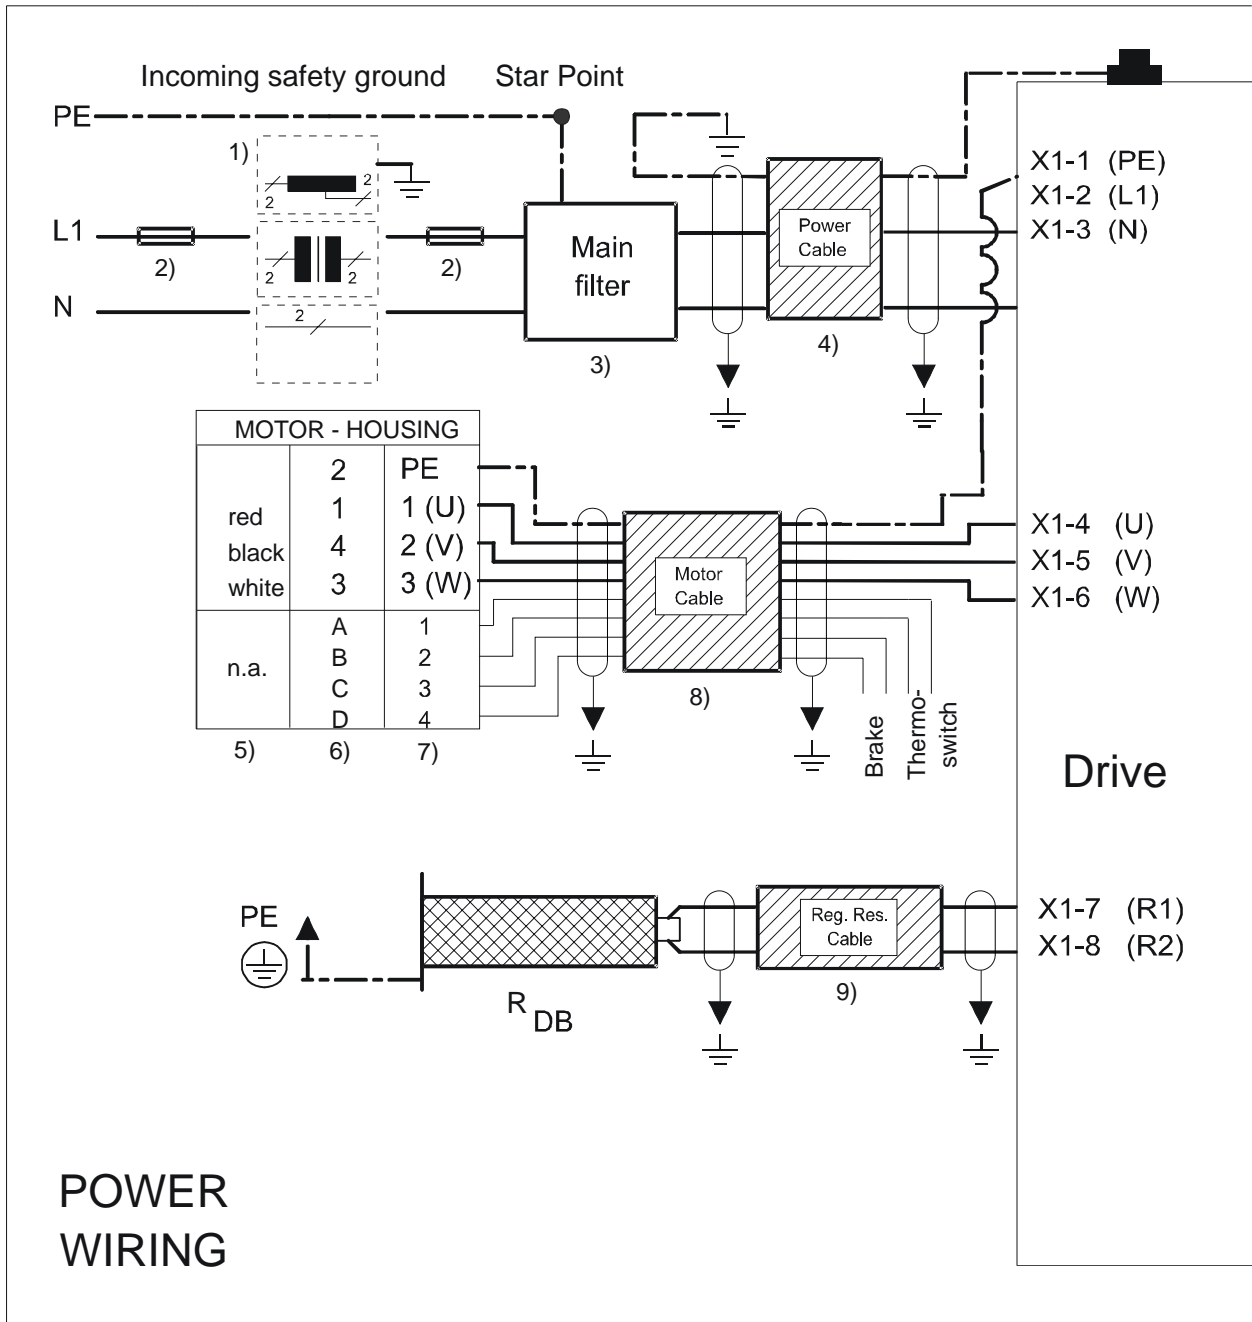 Incoming safety ground
Star Point
PE
1)
2
2
L1
2)
2
2
2)
N
2
Main
filter
3)
Power
Cable
4)
X1-1 (PE)
X1-2 (L1)
X1-3 (N)
MOTOR - HOUSING
2 PE
red 1 1 (U)
black 4 2 (V)
white 3 3 (W)
n.a.
A 1
B 2
C 3
D 4
5) 6) 7)
Motor
Cable
8)
Brake
Thermo-
switch
X1-4 (U)
X1-5 (V)
X1-6 (W)
Drive
PE
R DB
Reg. Res.
Cable
9)
X1-7 (R1)
X1-8 (R2)
POWER
WIRING